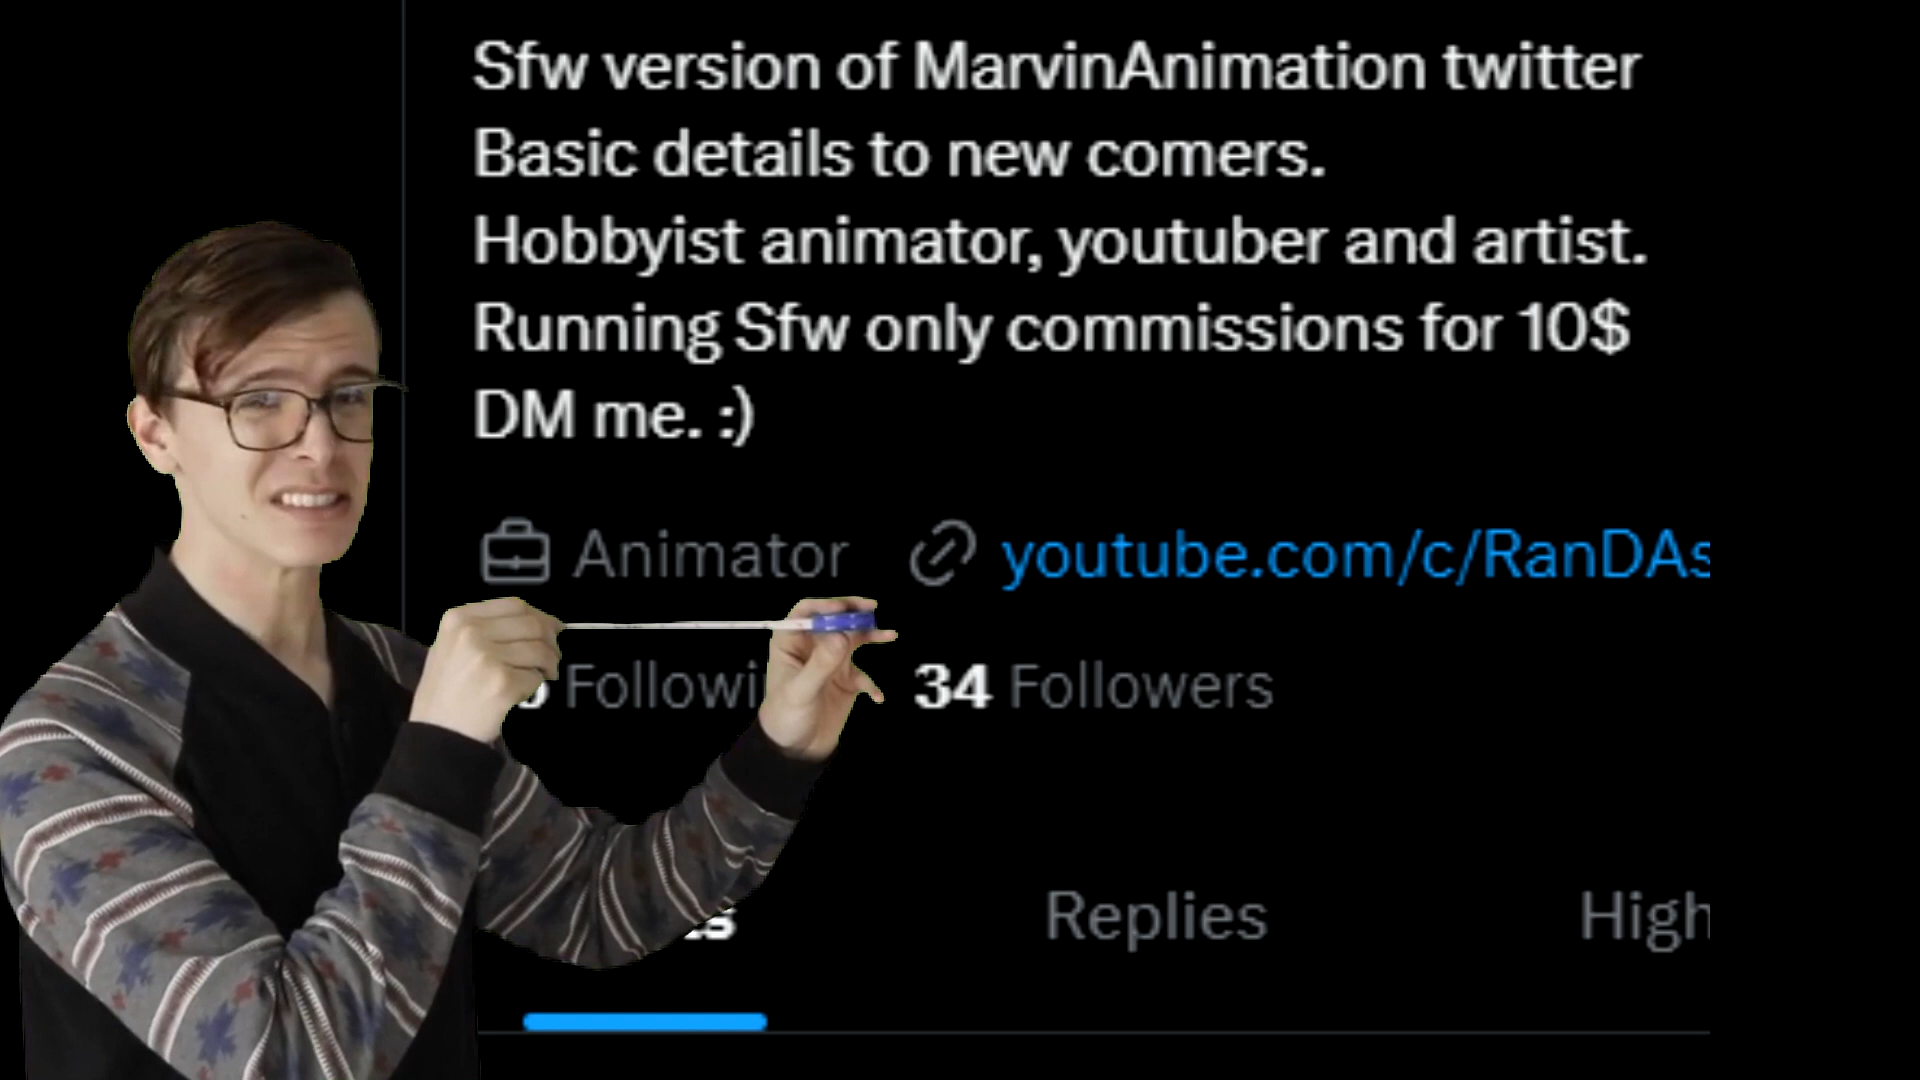 Sfw version of MarvinAnimation twitter
Basic details to new comers.
Hobbyist animator, youtuber and artist.
Running Sfw only commissions for 10$
DM me. :)
Animator youtube.com/c/RanDAs
34 Followers
Replies